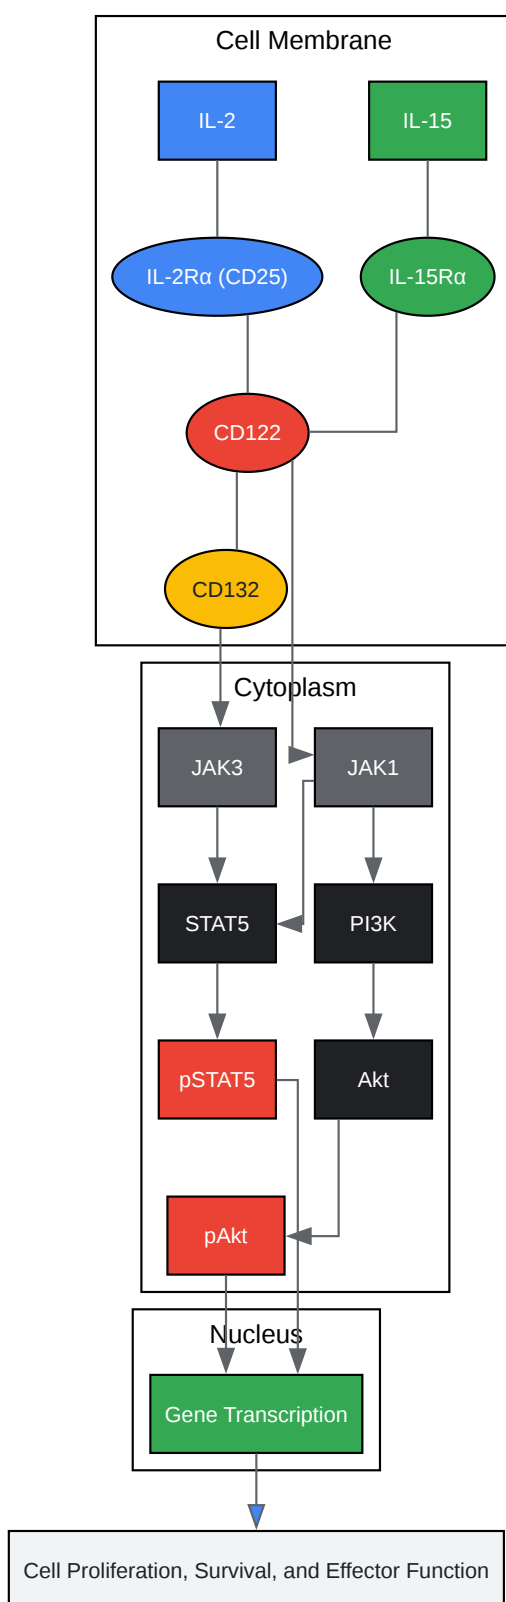 Cell Membrane
IL-2
IL-15
IL-2Rα (CD25)
IL-15Rα
CD122
CD132
Cytoplasm
JAK3
JAK1
STAT5
PI3K
pSTAT5
Akt
pAkt
Nucleus
Gene Transcription
Cell Proliferation, Survival, and Effector Function